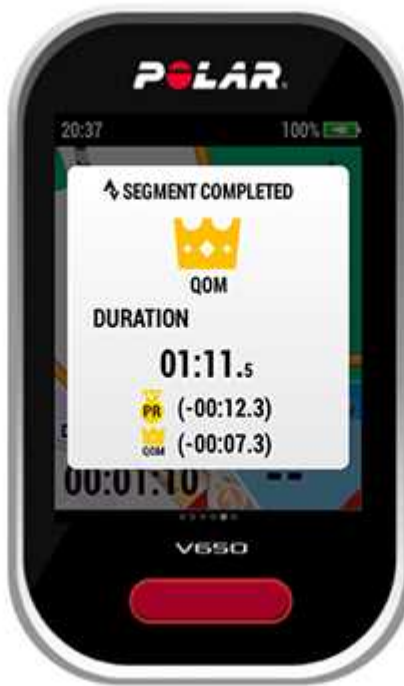 POLAR
20:37 100%
SEGMENT COMPLETED
QOM
DURATION
01:11.5
PR (-00:12.3)
QOM (-00:07.3)
00:01:10 --
V650